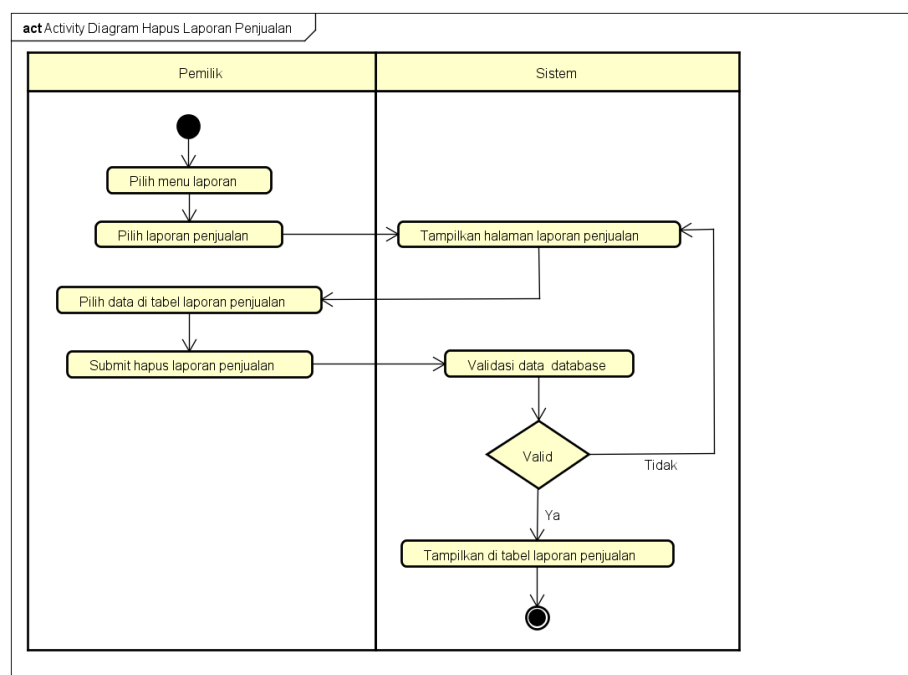 act Activity Diagram Hapus Laporan Penjualan
Pemilik
Sistem
Pilih menu laporan
Pilih laporan penjualan
Tampilkan halaman laporan penjualan
Pilih data di tabel laporan penjualan
Submit hapus laporan penjualan
Validasi data database
Valid
Tidak
Ya
Tampilkan di tabel laporan penjualan